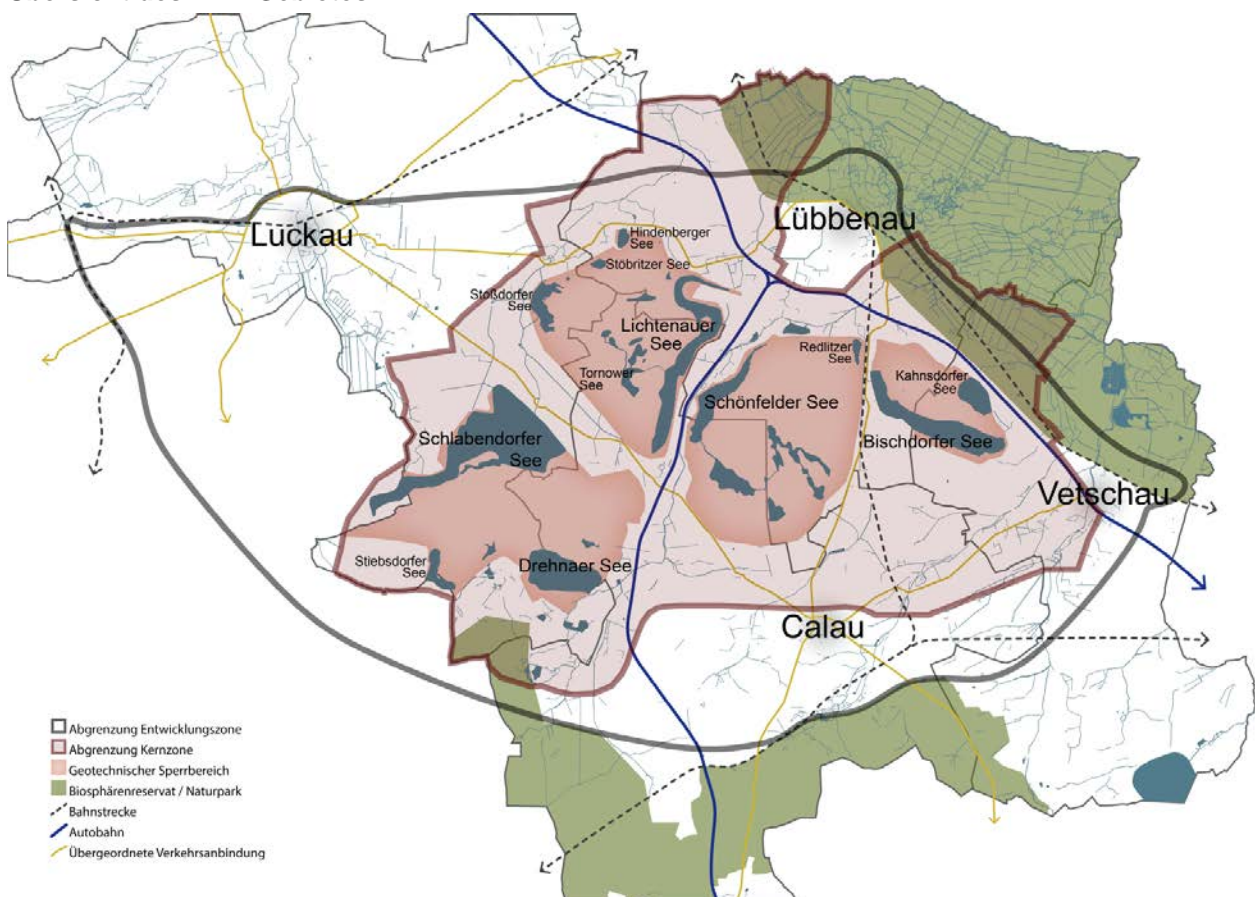 Luckau
Lübbenau
Hindenberger
See
Stöbritzer See
Stoßdorfer
See
Lichtenauer
See
Tornower
See
Redlitzer
See
Kahnsdorfer
See
Schönfelder See
Bischdorfer See
Schlabendorfer
See
Vetschau
Stiebsdorfer
See
Drehnaer See
Calau
Abgrenzung Entwicklungszone
Abgrenzung Kernzone
Geotechnischer Sperrbereich
Biosphärenreservat / Naturpark
Bahnstrecke
Autobahn
Übergeordnete Verkehrsanbindung